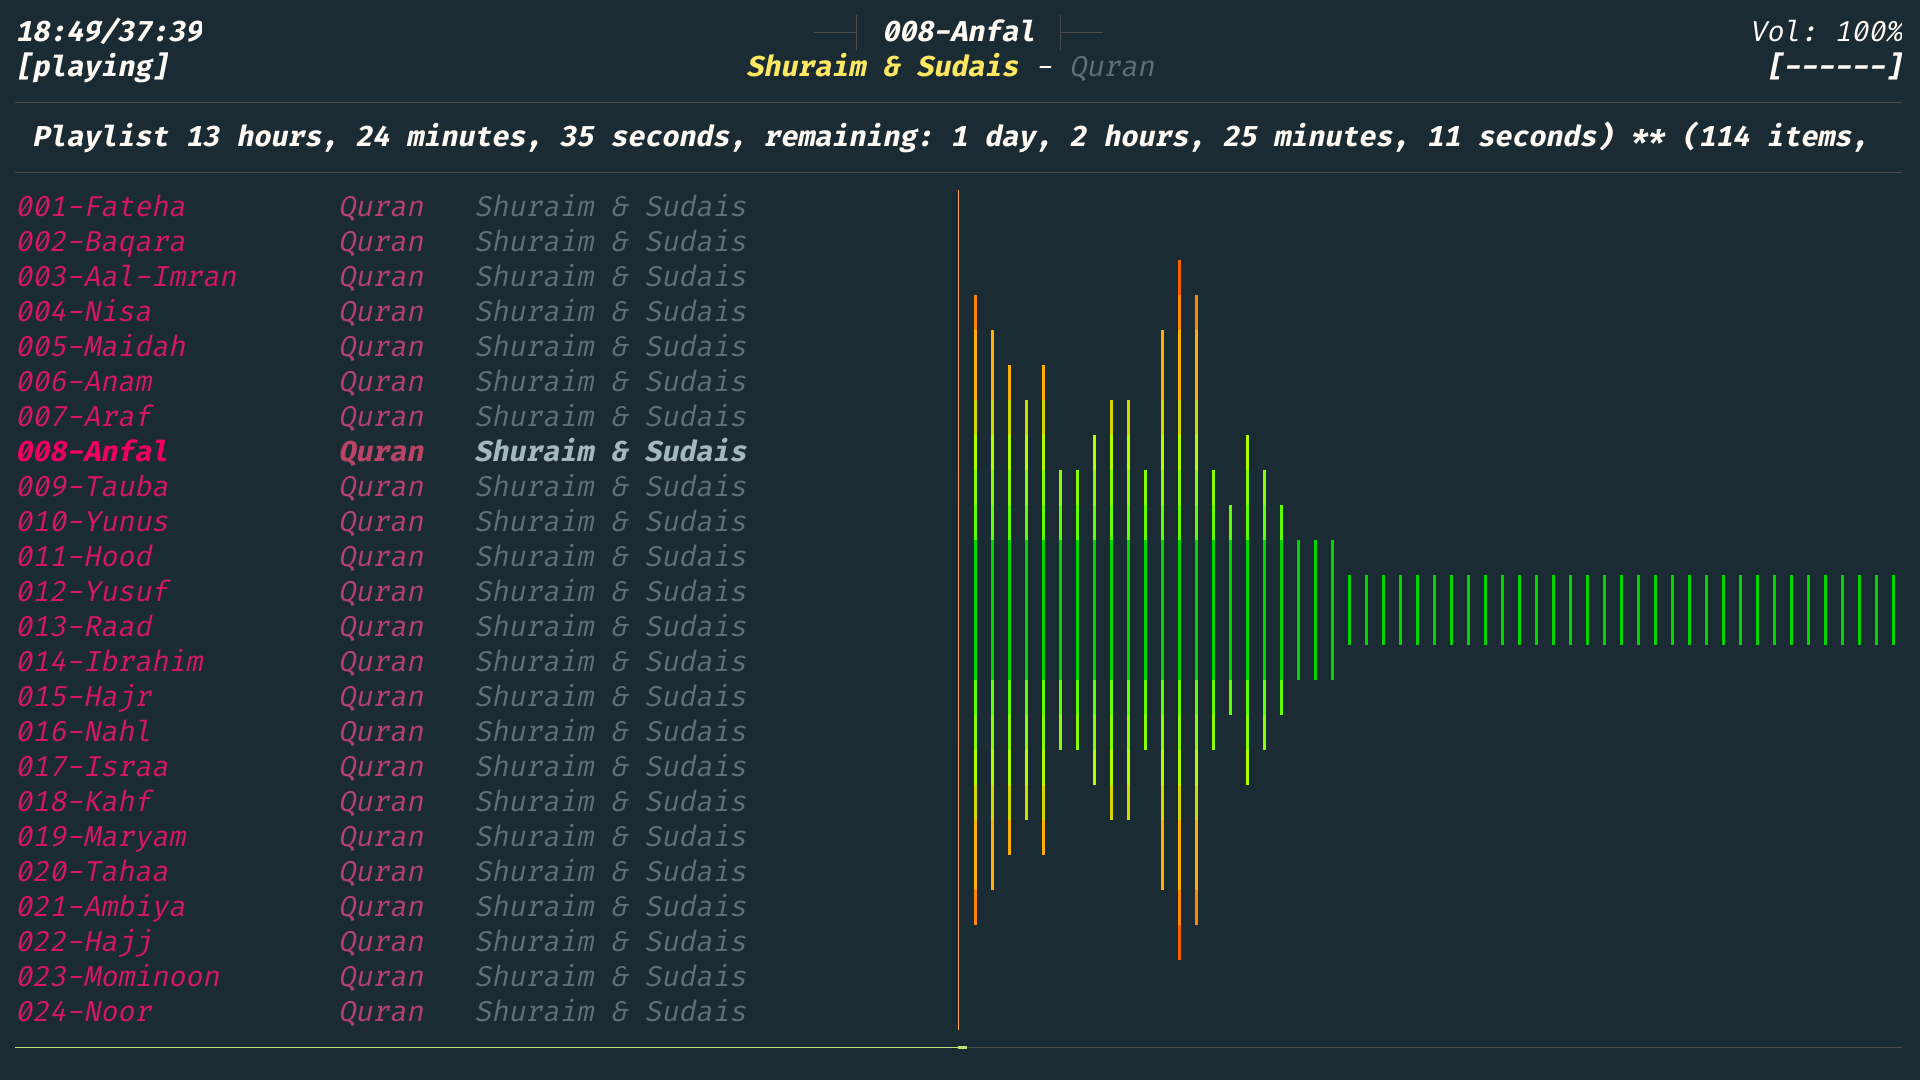 18:49/37:39 008-Anfal Vol: 100%
[playing] Shuraim & Sudais - Quran [------]
Playlist 13 hours, 24 minutes, 35 seconds, remaining: 1 day, 2 hours, 25 minutes, 11 seconds) ** (114 items,
001-Fateha Quran Shuraim & Sudais
002-Baqara Quran Shuraim & Sudais
003-Aal-Imran Quran Shuraim & Sudais
004-Nisa Quran Shuraim & Sudais
005-Maidah Quran Shuraim & Sudais
006-Anam Quran Shuraim & Sudais
007-Araf Quran Shuraim & Sudais
008-Anfal Quran Shuraim & Sudais
009-Tauba Quran Shuraim & Sudais
010-Yunus Quran Shuraim & Sudais
011-Hood Quran Shuraim & Sudais
012-Yusuf Quran Shuraim & Sudais
013-Raad Quran Shuraim & Sudais
014-Ibrahim Quran Shuraim & Sudais
015-Hajr Quran Shuraim & Sudais
016-Nahl Quran Shuraim & Sudais
017-Israa Quran Shuraim & Sudais
018-Kahf Quran Shuraim & Sudais
019-Maryam Quran Shuraim & Sudais
020-Tahaa Quran Shuraim & Sudais
021-Ambiya Quran Shuraim & Sudais
022-Hajj Quran Shuraim & Sudais
023-Mominoon Quran Shuraim & Sudais
024-Noor Quran Shuraim & Sudais